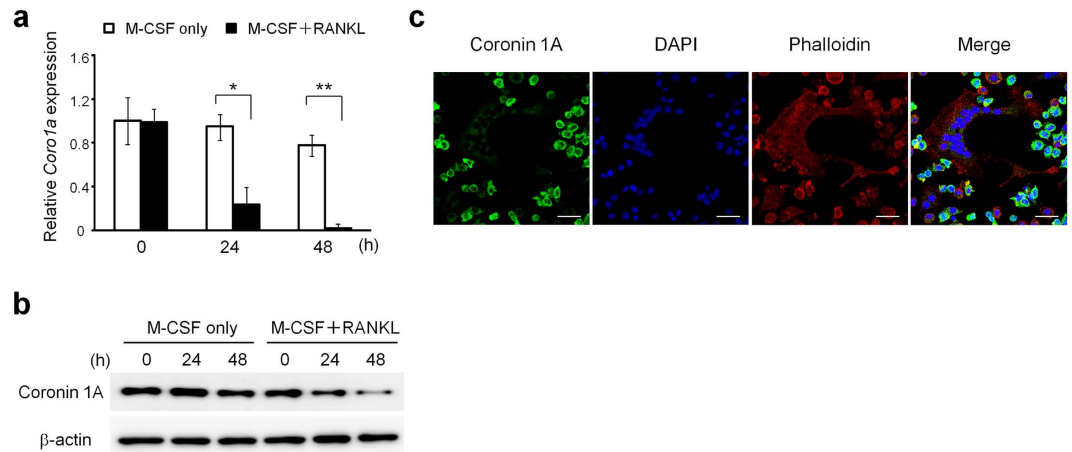 a
M-CSF only M-CSF+RANKL
Relative Coro1a expression
1.6
1.2
0.8
0.4
0
* **
0 24 48 (h)
b
M-CSF only M-CSF+RANKL
(h) 0 24 48 0 24 48
Coronin 1A
β-actin
c
Coronin 1A DAPI Phalloidin Merge